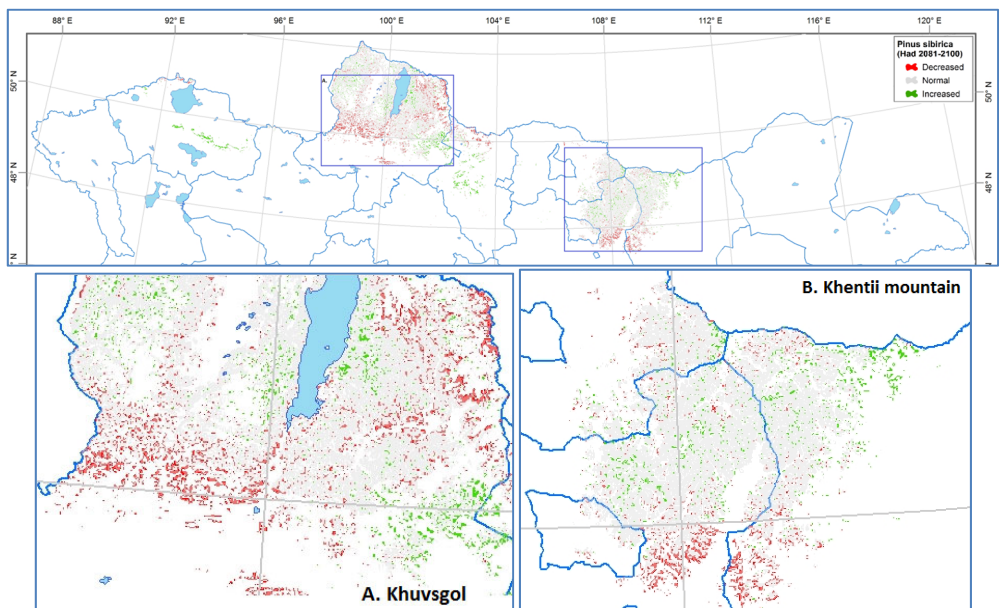 88° E 92° E 96° E 100° E 104° E 108° E 112° E 116° E 120° E
Pinus sibirica
(Had 2081-2100)
Decreased
Normal
Increased
A.
50° N
50° N
48° N
48° N
A. Khuvsgol
B. Khentii mountain